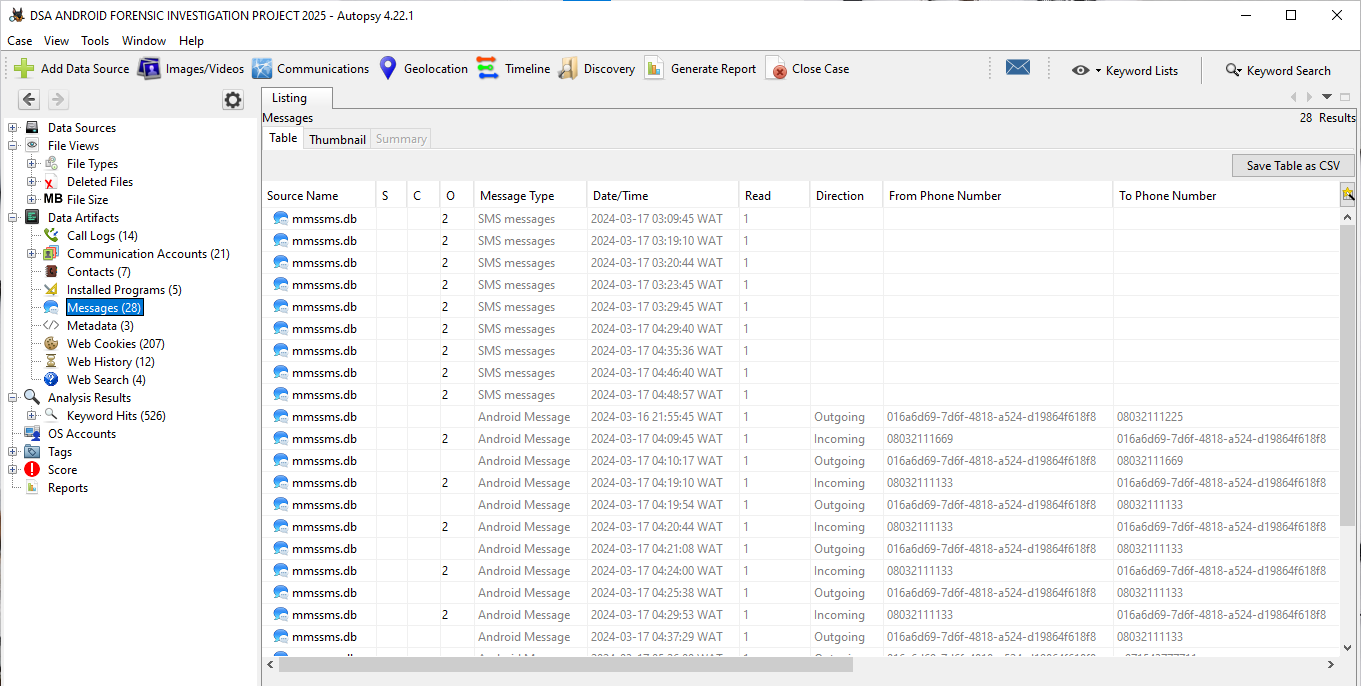 DSA ANDROID FORENSIC INVESTIGATION PROJECT 2025 - Autopsy 4.22.1
Case View Tools Window Help
Add Data Source Images/Videos Communications Geolocation Timeline Discovery Generate Report Close Case Keyword Lists Keyword Search
Listing
Messages 28 Results
Table Thumbnail Summary
Save Table as CSV
Data Sources
File Views
File Types
Deleted Files
MB File Size
Data Artifacts
Call Logs (14)
Communication Accounts (21)
Contacts (7)
Installed Programs (5)
Messages (28)
Metadata (3)
Web Cookies (207)
Web History (12)
Web Search (4)
Analysis Results
Keyword Hits (526)
OS Accounts
Tags
Score
Reports
Source Name S C O Message Type Date/Time Read Direction From Phone Number To Phone Number
mmssms.db 2 SMS messages 2024-03-17 03:09:45 WAT 1
mmssms.db 2 SMS messages 2024-03-17 03:19:10 WAT 1
mmssms.db 2 SMS messages 2024-03-17 03:20:44 WAT 1
mmssms.db 2 SMS messages 2024-03-17 03:23:45 WAT 1
mmssms.db 2 SMS messages 2024-03-17 03:29:45 WAT 1
mmssms.db 2 SMS messages 2024-03-17 04:29:40 WAT 1
mmssms.db 2 SMS messages 2024-03-17 04:35:36 WAT 1
mmssms.db 2 SMS messages 2024-03-17 04:46:40 WAT 1
mmssms.db 2 SMS messages 2024-03-17 04:48:57 WAT 1
mmssms.db Android Message 2024-03-16 21:55:45 WAT 1 Outgoing 016a6d69-7d6f-4818-a524-d19864f618f8 08032111225
mmssms.db 2 Android Message 2024-03-17 04:09:45 WAT 1 Incoming 08032111669 016a6d69-7d6f-4818-a524-d19864f618f8
mmssms.db Android Message 2024-03-17 04:10:17 WAT 1 Outgoing 016a6d69-7d6f-4818-a524-d19864f618f8 08032111669
mmssms.db 2 Android Message 2024-03-17 04:19:10 WAT 1 Incoming 08032111133 016a6d69-7d6f-4818-a524-d19864f618f8
mmssms.db Android Message 2024-03-17 04:19:54 WAT 1 Outgoing 016a6d69-7d6f-4818-a524-d19864f618f8 08032111133
mmssms.db 2 Android Message 2024-03-17 04:20:44 WAT 1 Incoming 08032111133 016a6d69-7d6f-4818-a524-d19864f618f8
mmssms.db Android Message 2024-03-17 04:21:08 WAT 1 Outgoing 016a6d69-7d6f-4818-a524-d19864f618f8 08032111133
mmssms.db 2 Android Message 2024-03-17 04:24:00 WAT 1 Incoming 08032111133 016a6d69-7d6f-4818-a524-d19864f618f8
mmssms.db Android Message 2024-03-17 04:25:38 WAT 1 Outgoing 016a6d69-7d6f-4818-a524-d19864f618f8 08032111133
mmssms.db 2 Android Message 2024-03-17 04:29:53 WAT 1 Incoming 08032111133 016a6d69-7d6f-4818-a524-d19864f618f8
mmssms.db Android Message 2024-03-17 04:37:29 WAT 1 Outgoing 016a6d69-7d6f-4818-a524-d19864f618f8 08032111133